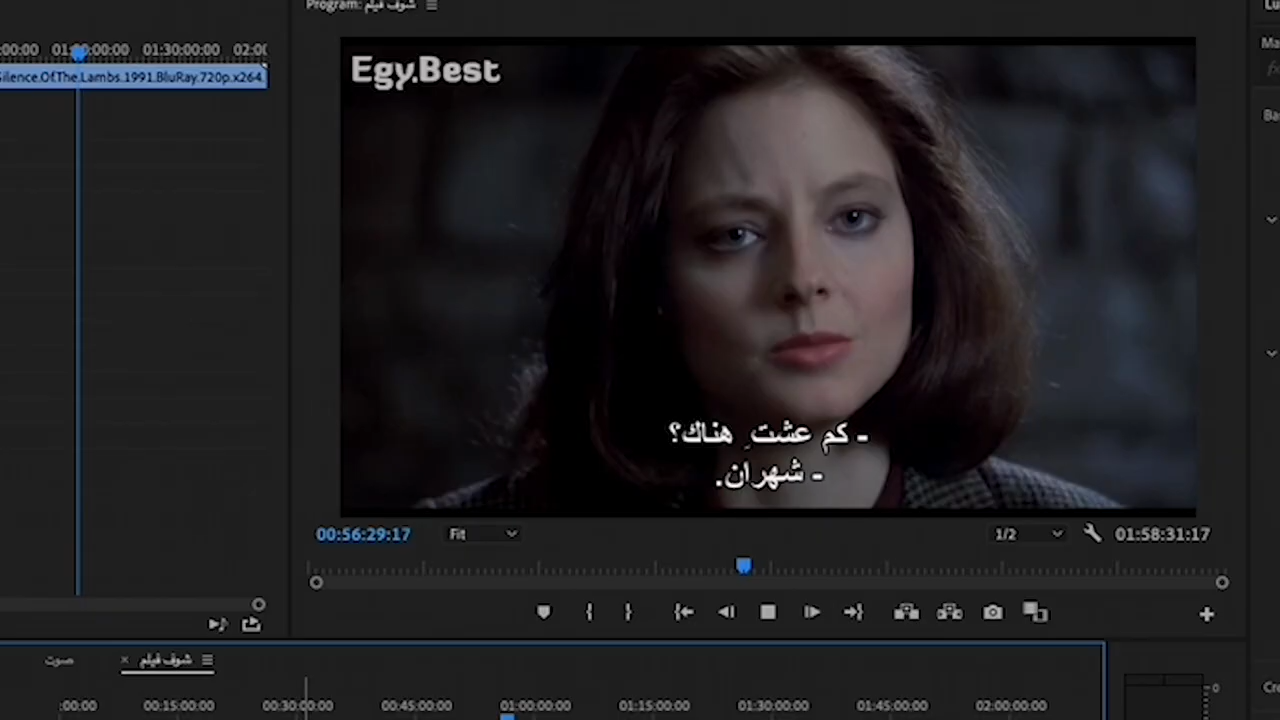 Program: شوف فيلم
:00:00
01:00:00:00
01:30:00:00
Silence.Of.The.Lambs.1991.BluRay.720p.x264.
Egy.Best
- كم عشتِ هناك؟
- شهران.
00:56:29:17
Fit
1/2
01:58:31:17
صوت
× شوف فيلم
:00:00
00:15:00:00
00:30:00:00
00:45:00:00
01:00:00:00
01:15:00:00
01:30:00:00
01:45:00:00
02:00:00:00
0